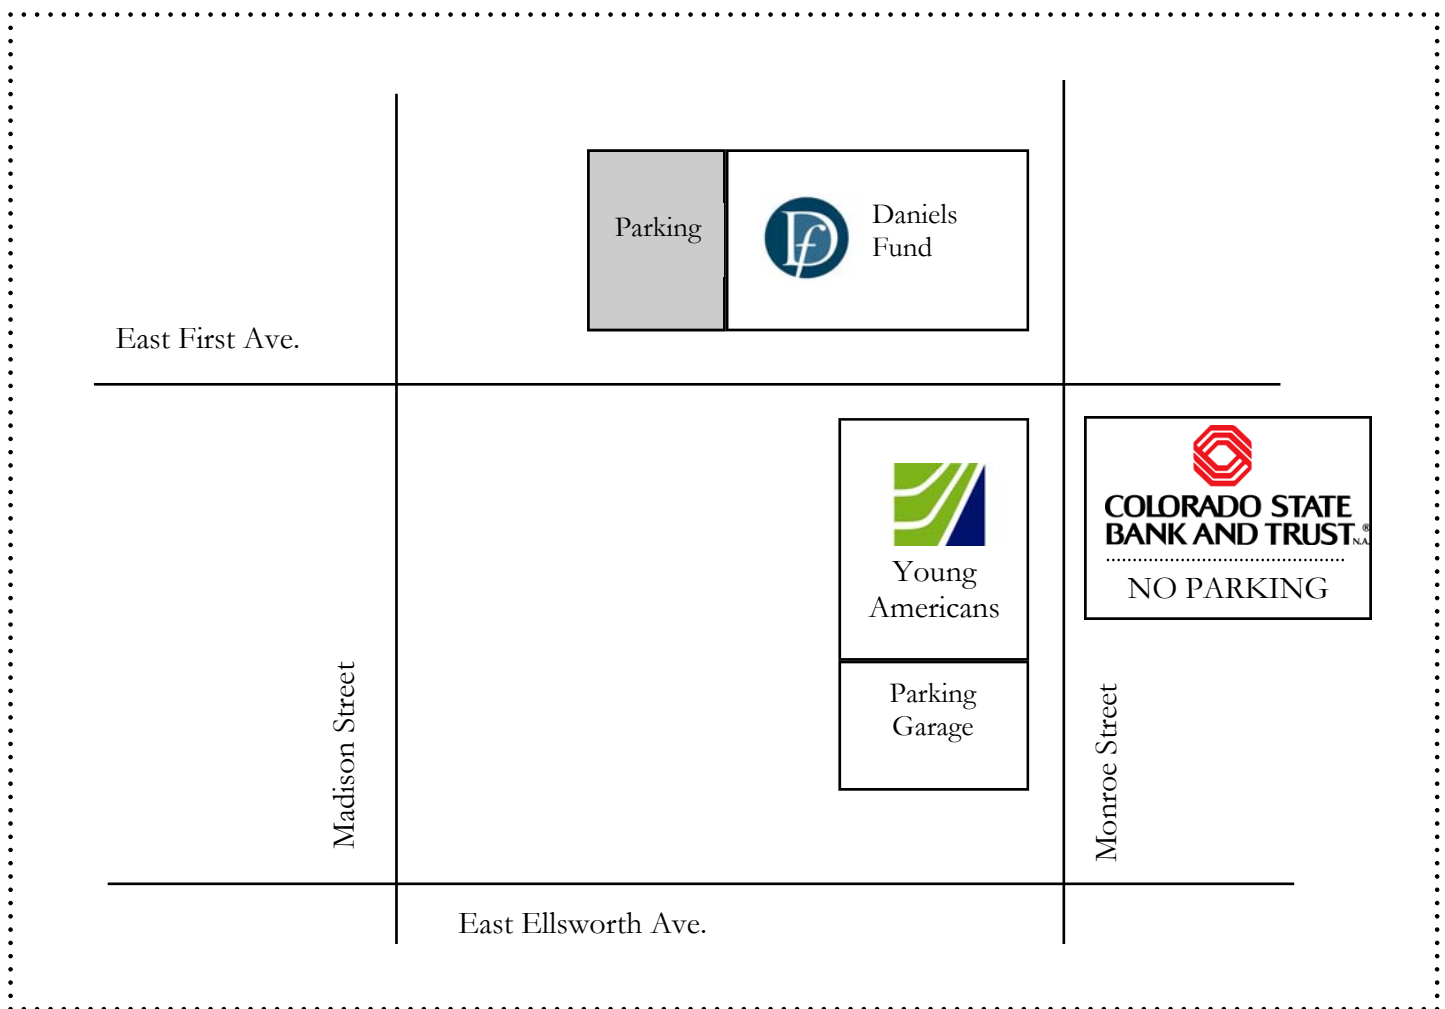 Parking
Df
Daniels
Fund
East First Ave.
COLORADO STATE
BANK AND TRUST N.A.®
NO PARKING
Young
Americans
Parking
Garage
Madison Street
Monroe Street
East Ellsworth Ave.